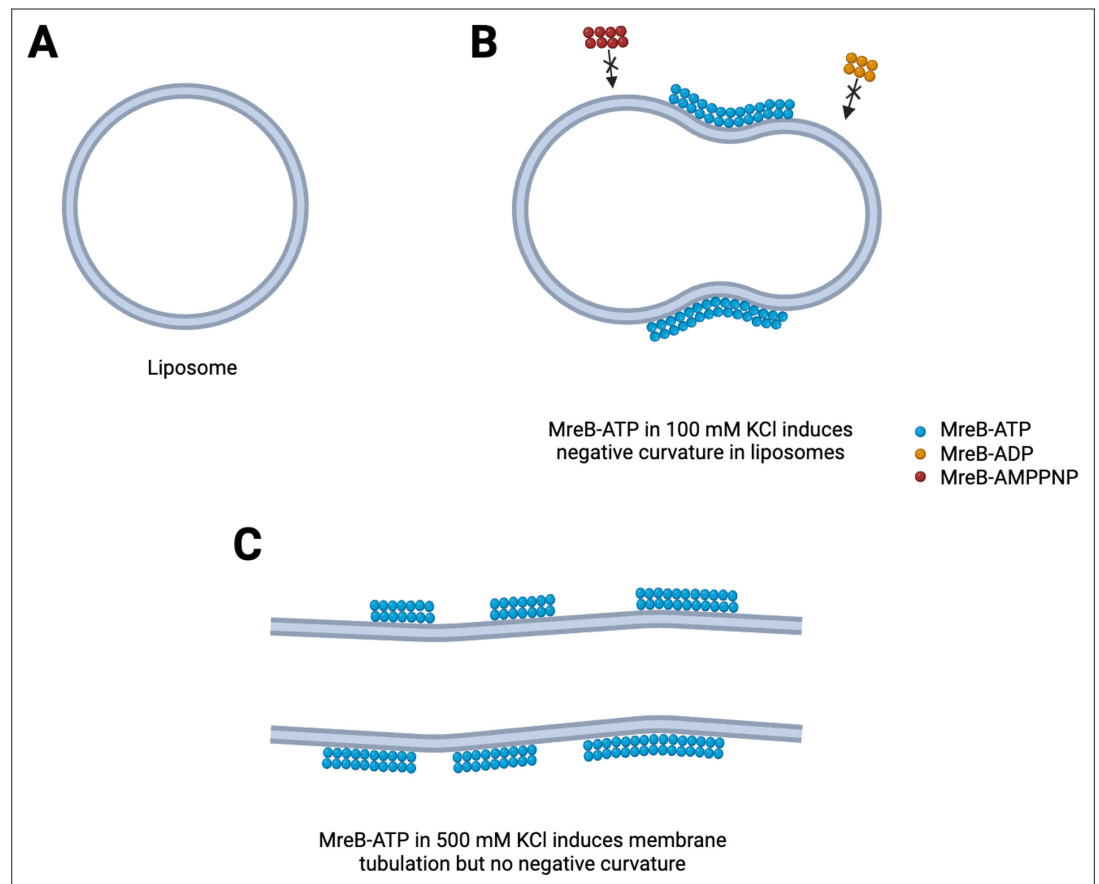 A
B
Liposome
MreB-ATP in 100 mM KCl induces
negative curvature in liposomes
MreB-ATP
MreB-ADP
MreB-AMPPNP
C
MreB-ATP in 500 mM KCl induces membrane
tubulation but no negative curvature